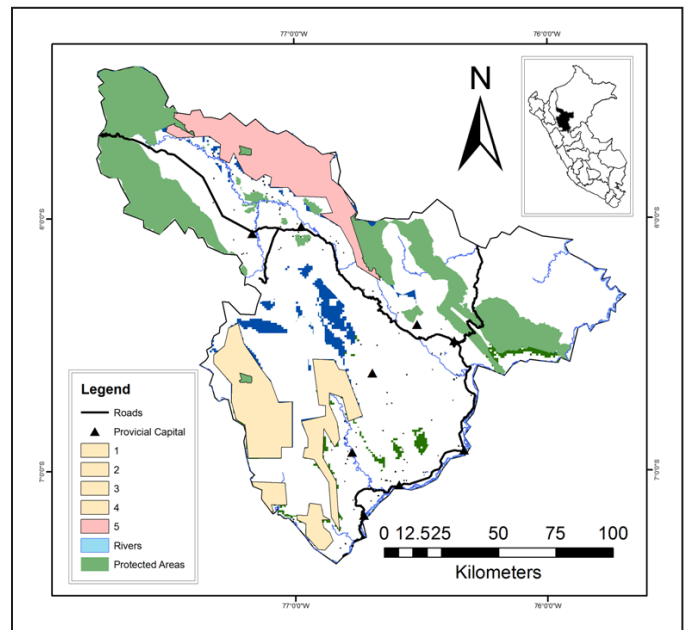 77°0'0"W 76°0'0"W
N
6°0'0"S 6°0'0"S
Legend
Roads
Provicial Capital
1
2
3
4
5
Rivers
Protected Areas
7°0'0"S 7°0'0"S
0 12.525 50 75 100
Kilometers
77°0'0"W 76°0'0"W